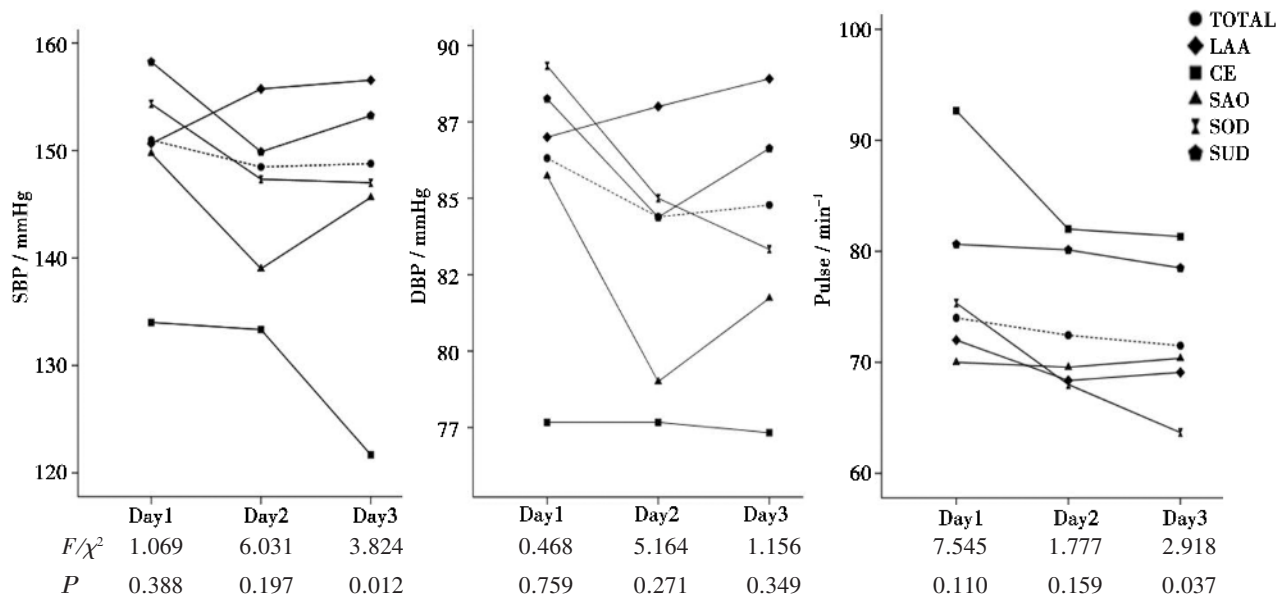 SBP / mmHg
160
150
140
130
120
Day1 Day2 Day3
DBP / mmHg
90
87
85
82
80
77
Day1 Day2 Day3
Pulse / min⁻¹
100
90
80
70
60
Day1 Day2 Day3
TOTAL
LAA
CE
SAO
SOD
SUD
F/χ² 1.069 6.031 3.824 0.468 5.164 1.156 7.545 1.777 2.918
P 0.388 0.197 0.012 0.759 0.271 0.349 0.110 0.159 0.037